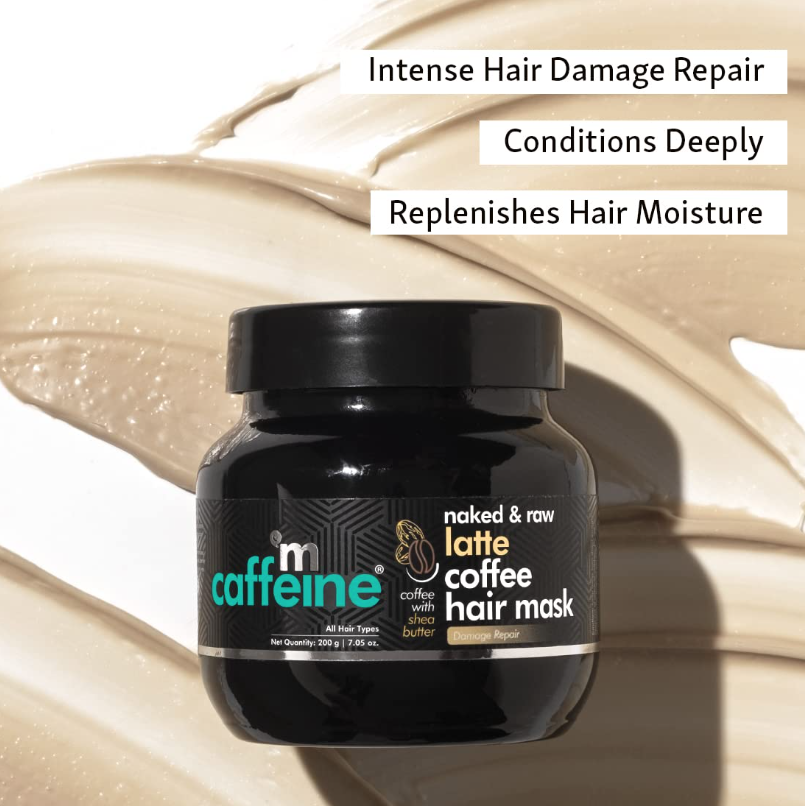 Intense Hair Damage Repair
Conditions Deeply
Replenishes Hair Moisture
'm
caffeine®
All Hair Types
Net Quantity: 200 g | 7.05 oz.
coffee
with
shea
butter
naked & raw
latte
coffee
hair mask
Damage Repair